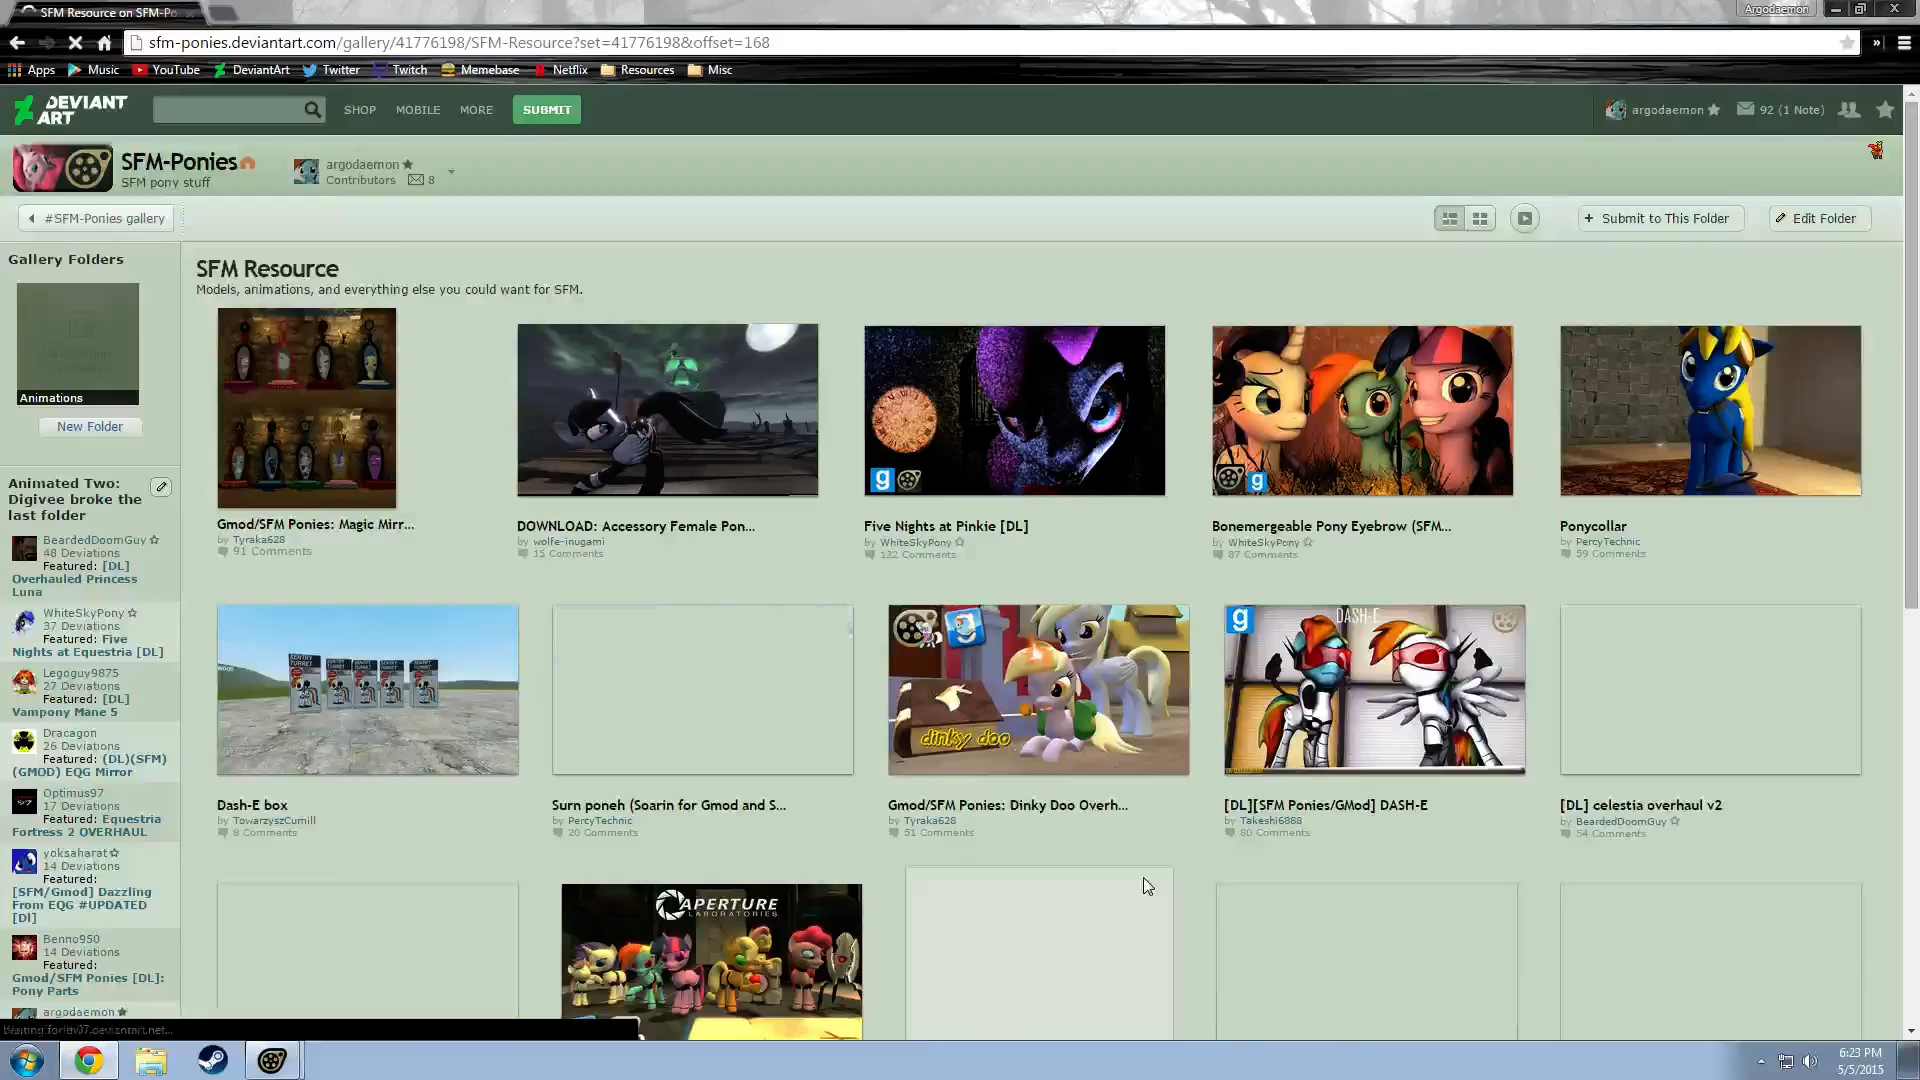 SFM Resource on SFM-Po
Argodaemon
sfm-ponies.deviantart.com/gallery/41776198/SFM-Resource?set=41776198&offset=168
Apps Music YouTube DeviantArt Twitter Twitch Memebase Netflix Resources Misc
DEVIANT ART
SHOP MOBILE MORE SUBMIT
argodaemon 92 (1 Note)
SFM-Ponies
SFM pony stuff
argodaemon
Contributors 8
#SFM-Ponies gallery
+ Submit to This Folder
Edit Folder
Gallery Folders
Animations
New Folder
Animated Two:
Digivee broke the
last folder
BeardedDoomGuy
48 Deviations
Featured: [DL]
Overhauled Princess
Luna
WhiteSkyPony
37 Deviations
Featured: Five
Nights at Equestria [DL]
Legoguy9875
27 Deviations
Featured: [DL]
Vampony Mane 5
Dracagon
26 Deviations
Featured: (DL)(SFM)
(GMOD) EQG Mirror
Optimus97
17 Deviations
Featured: Equestria
Fortress 2 OVERHAUL
yoksaharat
14 Deviations
Featured:
[SFM/Gmod] Dazzling
From EQG #UPDATED
[Dl]
Benno950
14 Deviations
Featured:
Gmod/SFM Ponies [DL]:
Pony Parts
argodaemon
SFM Resource
Models, animations, and everything else you could want for SFM.
Gmod/SFM Ponies: Magic Mirr...
by Tyraka628
91 Comments
DOWNLOAD: Accessory Female Pon...
by wolfe-inugami
15 Comments
g
Five Nights at Pinkie [DL]
by WhiteSkyPony
122 Comments
g
Bonemergeable Pony Eyebrow (SFM...
by WhiteSkyPony
87 Comments
Ponycollar
by PercyTechnic
59 Comments
SENTRY TURRET
Dash-E box
by TowarzyszCumill
8 Comments
Surn poneh (Soarin for Gmod and S...
by PercyTechnic
20 Comments
dinky doo
Gmod/SFM Ponies: Dinky Doo Overh...
by Tyraka628
51 Comments
g DASH-E
[DL][SFM Ponies/GMod] DASH-E
by Takeshi6888
80 Comments
[DL] celestia overhaul v2
by BeardedDoomGuy
54 Comments
APERTURE
LABORATORIES
6:23 PM
5/5/2015